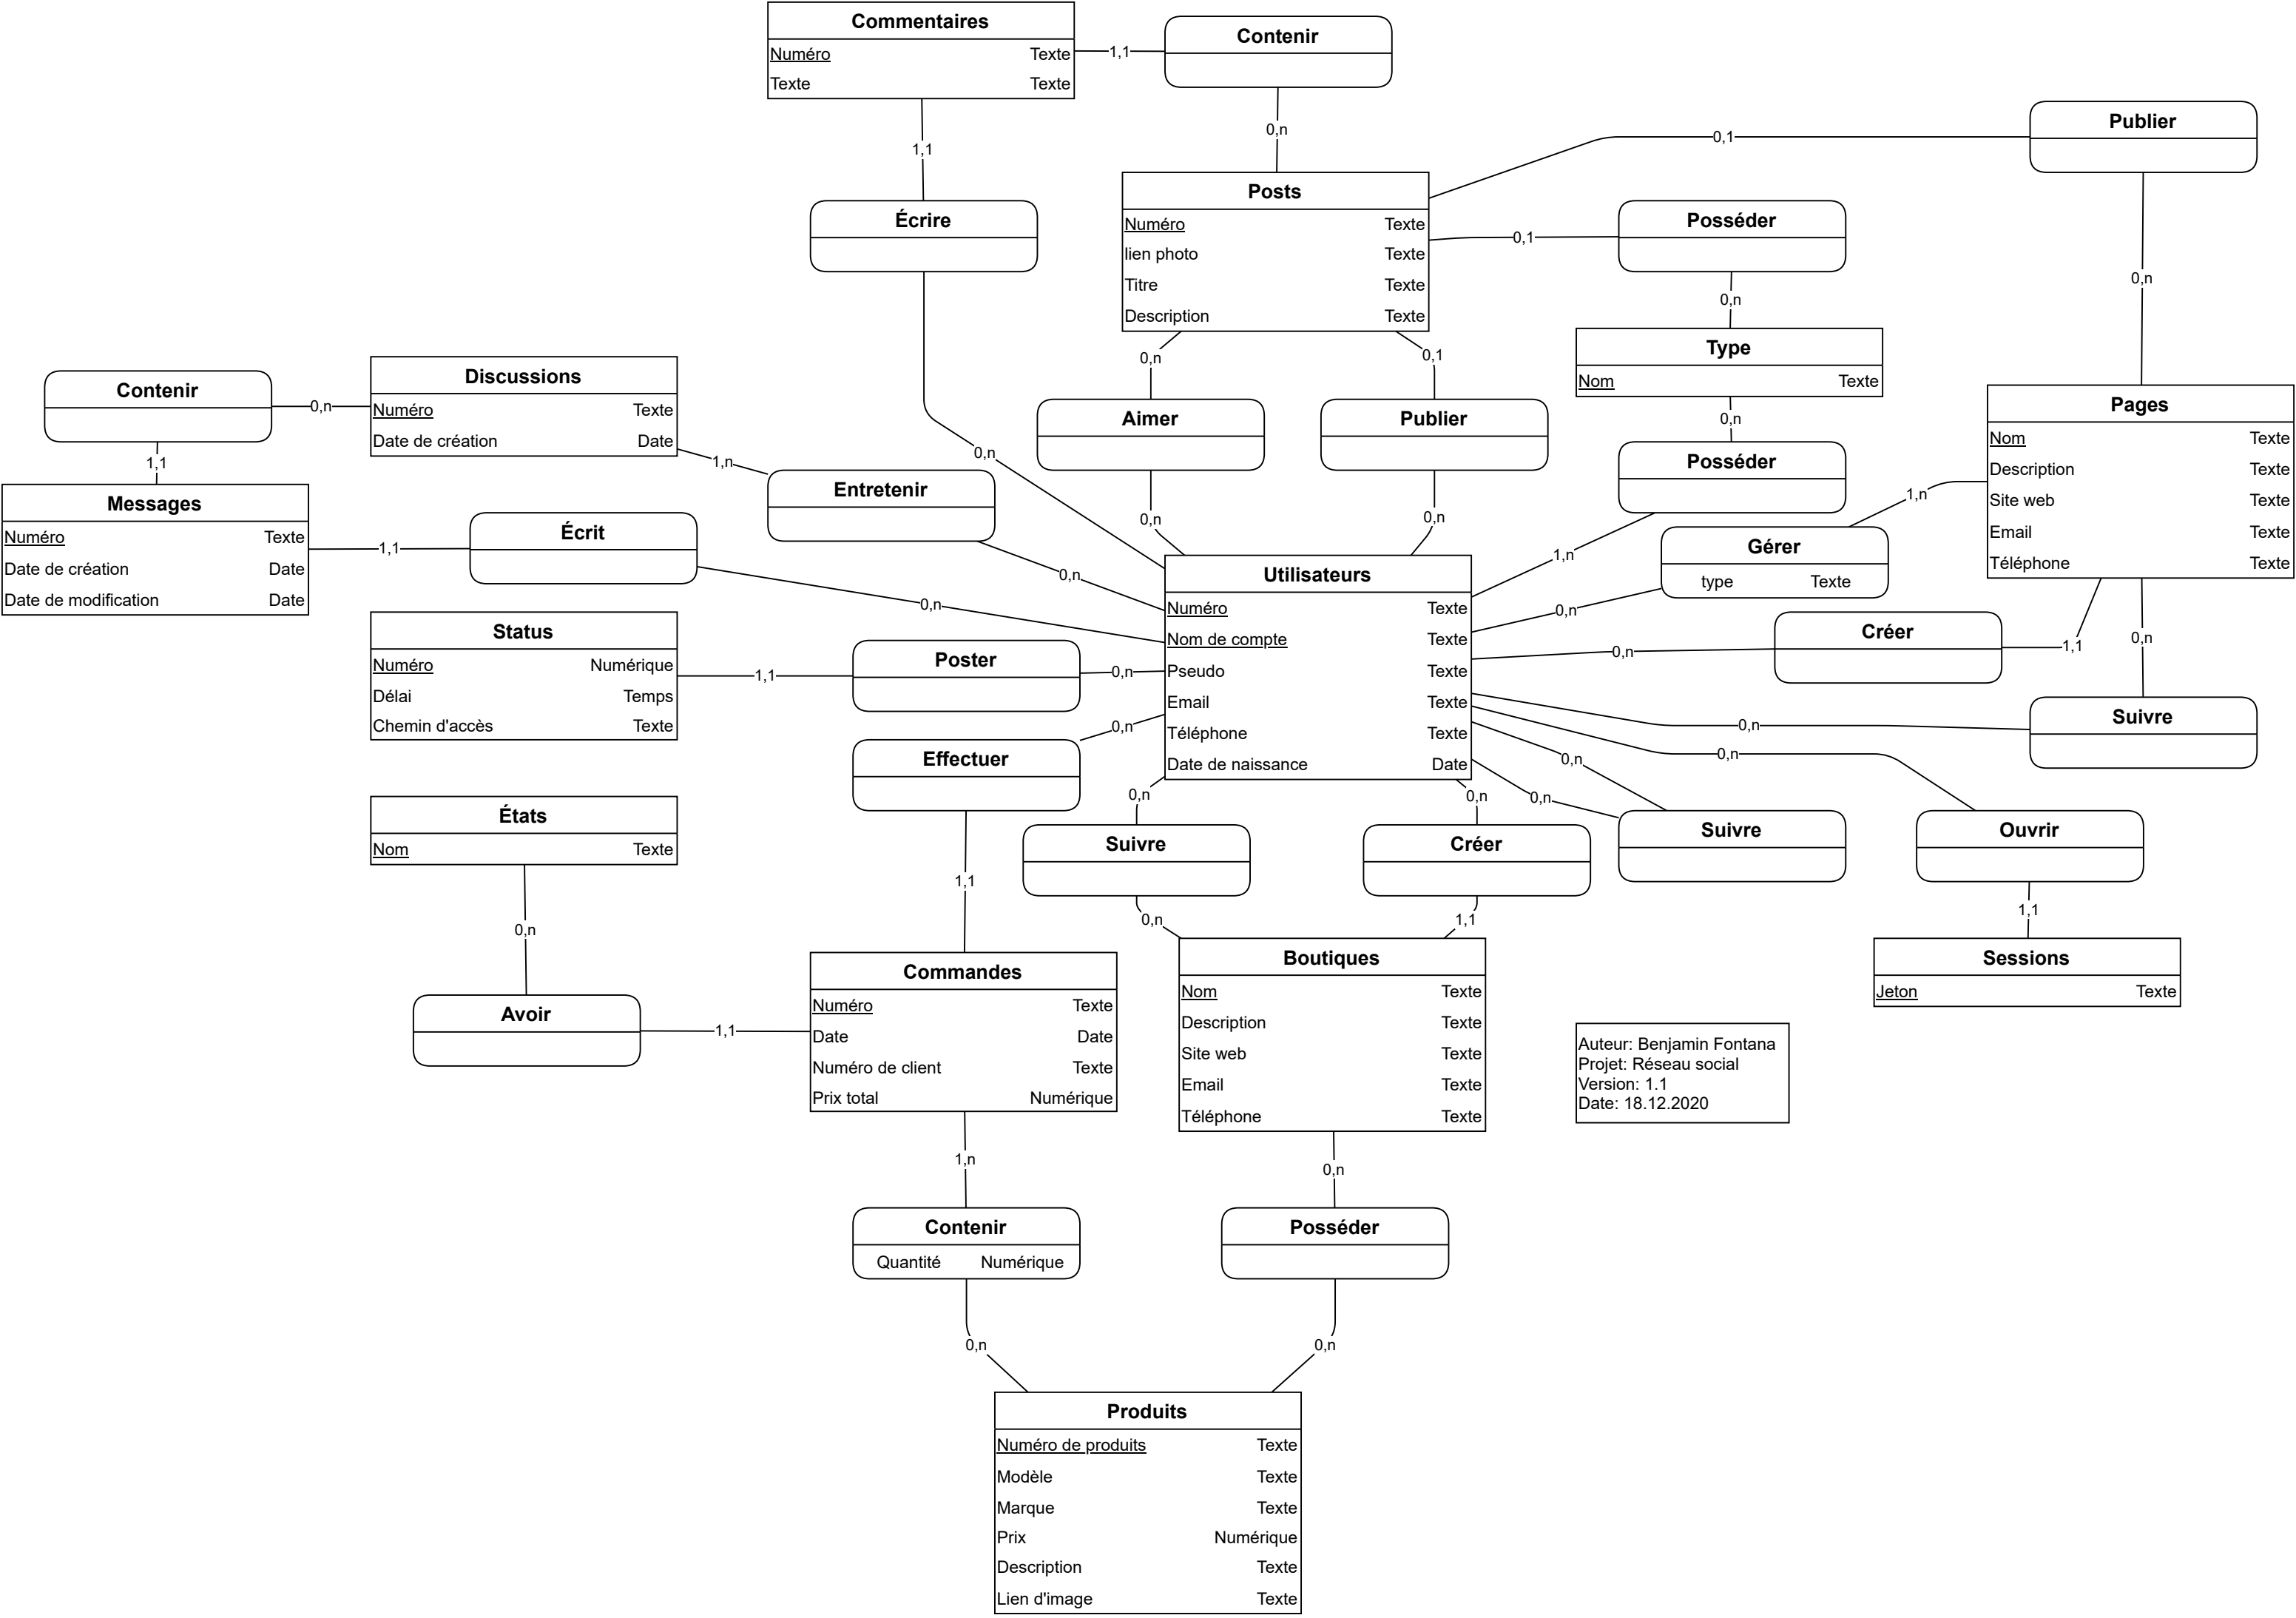 Commentaires
Numéro Texte
Texte Texte
1,1
Contenir
0,n
1,1
Écrire
0,n
Posts
Numéro Texte
lien photo Texte
Titre Texte
Description Texte
0,1
Publier
0,n
0,1
Posséder
0,n
Type
Nom Texte
0,n
Posséder
1,n
0,n
Aimer
0,n
0,1
Publier
0,n
Pages
Nom Texte
Description Texte
Site web Texte
Email Texte
Téléphone Texte
1,n
Gérer
type Texte
0,n
1,1
Créer
0,n
0,n
Suivre
0,n
Contenir
0,n
1,1
Discussions
Numéro Texte
Date de création Date
1,n
Entretenir
0,n
Messages
Numéro Texte
Date de création Date
Date de modification Date
1,1
Écrit
0,n
Utilisateurs
Numéro Texte
Nom de compte Texte
Pseudo Texte
Email Texte
Téléphone Texte
Date de naissance Date
Status
Numéro Numérique
Délai Temps
Chemin d'accès Texte
1,1
Poster
0,n
0,n
Effectuer
1,1
0,n
Suivre
0,n
0,n
Créer
1,1
0,n
0,n
Suivre
0,n
Ouvrir
1,1
Sessions
Jeton Texte
États
Nom Texte
0,n
Avoir
1,1
Commandes
Numéro Texte
Date Date
Numéro de client Texte
Prix total Numérique
1,n
Contenir
Quantité Numérique
0,n
Boutiques
Nom Texte
Description Texte
Site web Texte
Email Texte
Téléphone Texte
0,n
Posséder
0,n
Auteur: Benjamin Fontana
Projet: Réseau social
Version: 1.1
Date: 18.12.2020
Produits
Numéro de produits Texte
Modèle Texte
Marque Texte
Prix Numérique
Description Texte
Lien d'image Texte